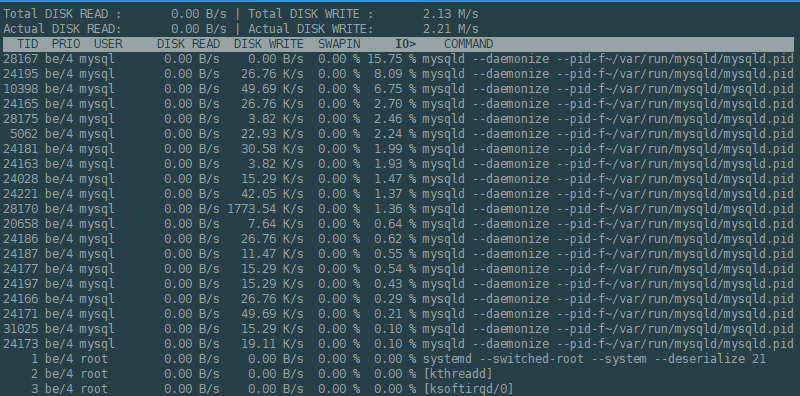 Total DISK READ :       0.00 B/s | Total DISK WRITE :       2.13 M/s
Actual DISK READ:       0.00 B/s | Actual DISK WRITE:       2.21 M/s
  TID  PRIO  USER     DISK READ  DISK WRITE  SWAPIN     IO>    COMMAND
28167 be/4 mysql       0.00 B/s    0.00 B/s  0.00 % 15.75 % mysqld --daemonize --pid-f~/var/run/mysqld/mysqld.pid
24195 be/4 mysql       0.00 B/s   26.76 K/s  0.00 %  8.09 % mysqld --daemonize --pid-f~/var/run/mysqld/mysqld.pid
10398 be/4 mysql       0.00 B/s   49.69 K/s  0.00 %  6.75 % mysqld --daemonize --pid-f~/var/run/mysqld/mysqld.pid
24165 be/4 mysql       0.00 B/s   26.76 K/s  0.00 %  2.70 % mysqld --daemonize --pid-f~/var/run/mysqld/mysqld.pid
28175 be/4 mysql       0.00 B/s    3.82 K/s  0.00 %  2.46 % mysqld --daemonize --pid-f~/var/run/mysqld/mysqld.pid
 5062 be/4 mysql       0.00 B/s   22.93 K/s  0.00 %  2.24 % mysqld --daemonize --pid-f~/var/run/mysqld/mysqld.pid
24181 be/4 mysql       0.00 B/s   30.58 K/s  0.00 %  1.99 % mysqld --daemonize --pid-f~/var/run/mysqld/mysqld.pid
24163 be/4 mysql       0.00 B/s    3.82 K/s  0.00 %  1.93 % mysqld --daemonize --pid-f~/var/run/mysqld/mysqld.pid
24028 be/4 mysql       0.00 B/s   15.29 K/s  0.00 %  1.47 % mysqld --daemonize --pid-f~/var/run/mysqld/mysqld.pid
24221 be/4 mysql       0.00 B/s   42.05 K/s  0.00 %  1.37 % mysqld --daemonize --pid-f~/var/run/mysqld/mysqld.pid
28170 be/4 mysql       0.00 B/s 1773.54 K/s  0.00 %  1.36 % mysqld --daemonize --pid-f~/var/run/mysqld/mysqld.pid
20658 be/4 mysql       0.00 B/s    7.64 K/s  0.00 %  0.64 % mysqld --daemonize --pid-f~/var/run/mysqld/mysqld.pid
24186 be/4 mysql       0.00 B/s   26.76 K/s  0.00 %  0.62 % mysqld --daemonize --pid-f~/var/run/mysqld/mysqld.pid
24187 be/4 mysql       0.00 B/s   11.47 K/s  0.00 %  0.55 % mysqld --daemonize --pid-f~/var/run/mysqld/mysqld.pid
24177 be/4 mysql       0.00 B/s   15.29 K/s  0.00 %  0.54 % mysqld --daemonize --pid-f~/var/run/mysqld/mysqld.pid
24197 be/4 mysql       0.00 B/s   15.29 K/s  0.00 %  0.43 % mysqld --daemonize --pid-f~/var/run/mysqld/mysqld.pid
24166 be/4 mysql       0.00 B/s   26.76 K/s  0.00 %  0.29 % mysqld --daemonize --pid-f~/var/run/mysqld/mysqld.pid
24171 be/4 mysql       0.00 B/s   49.69 K/s  0.00 %  0.21 % mysqld --daemonize --pid-f~/var/run/mysqld/mysqld.pid
31025 be/4 mysql       0.00 B/s   15.29 K/s  0.00 %  0.10 % mysqld --daemonize --pid-f~/var/run/mysqld/mysqld.pid
24173 be/4 mysql       0.00 B/s   19.11 K/s  0.00 %  0.10 % mysqld --daemonize --pid-f~/var/run/mysqld/mysqld.pid
    1 be/4 root        0.00 B/s    0.00 B/s  0.00 %  0.00 % systemd --switched-root --system --deserialize 21
    2 be/4 root        0.00 B/s    0.00 B/s  0.00 %  0.00 % [kthreadd]
    3 be/4 root        0.00 B/s    0.00 B/s  0.00 %  0.00 % [ksoftirqd/0]